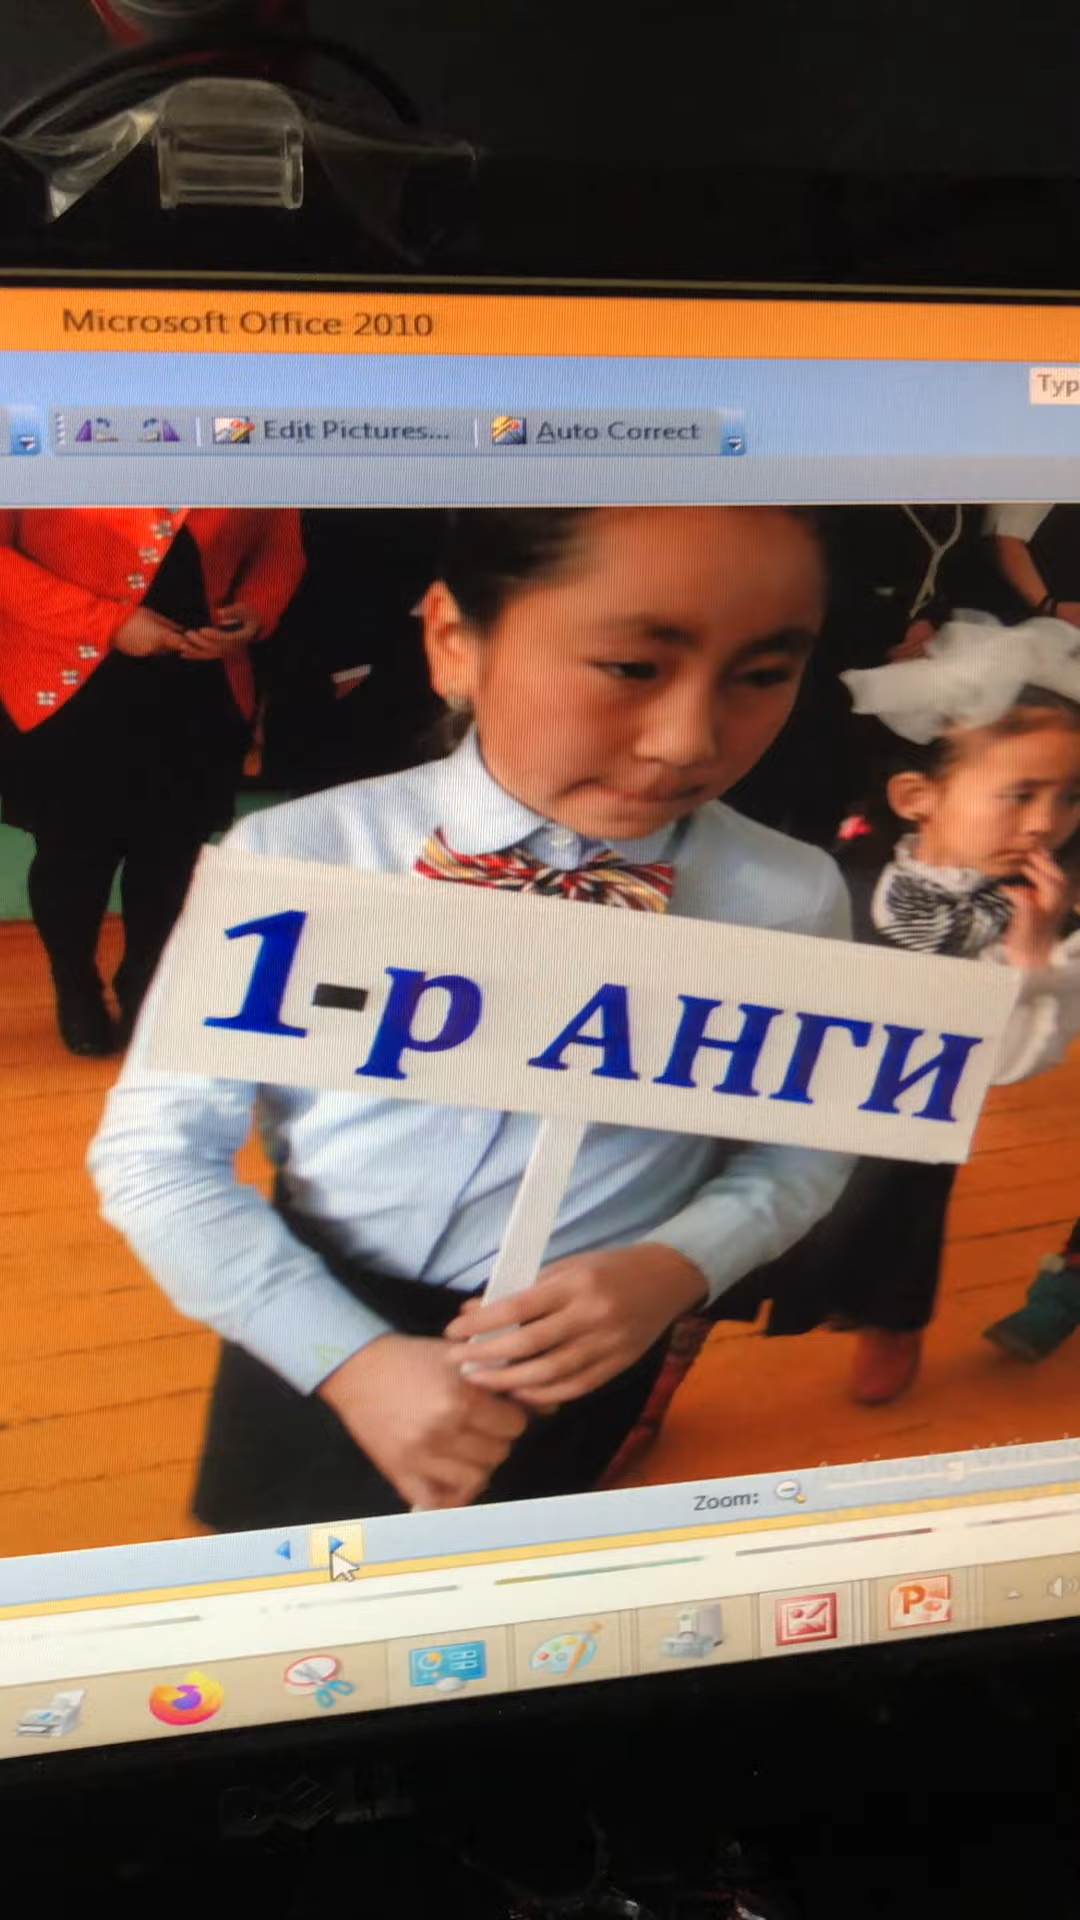 Microsoft Office 2010
Edit Pictures...
Auto Correct
Typ
1-р АНГИ
Zoom: